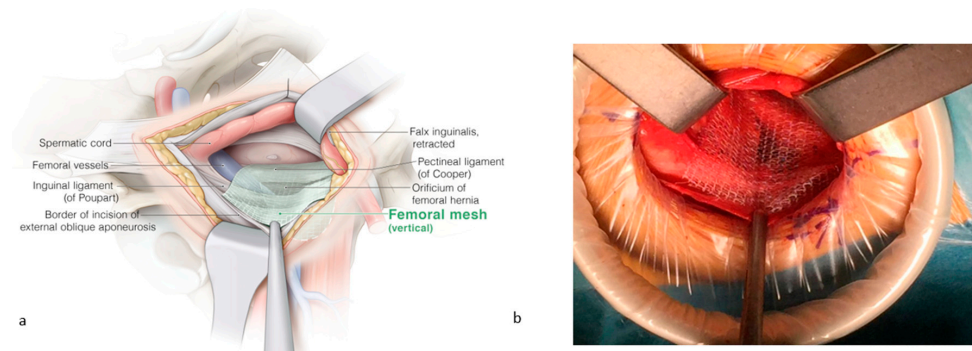 Spermatic cord
Femoral vessels
Inguinal ligament
(of Poupart)
Border of incision of
external oblique aponeurosis
Falx inguinalis,
retracted
Pectineal ligament
(of Cooper)
Orificium of
femoral hernia
Femoral mesh
(vertical)
a
b